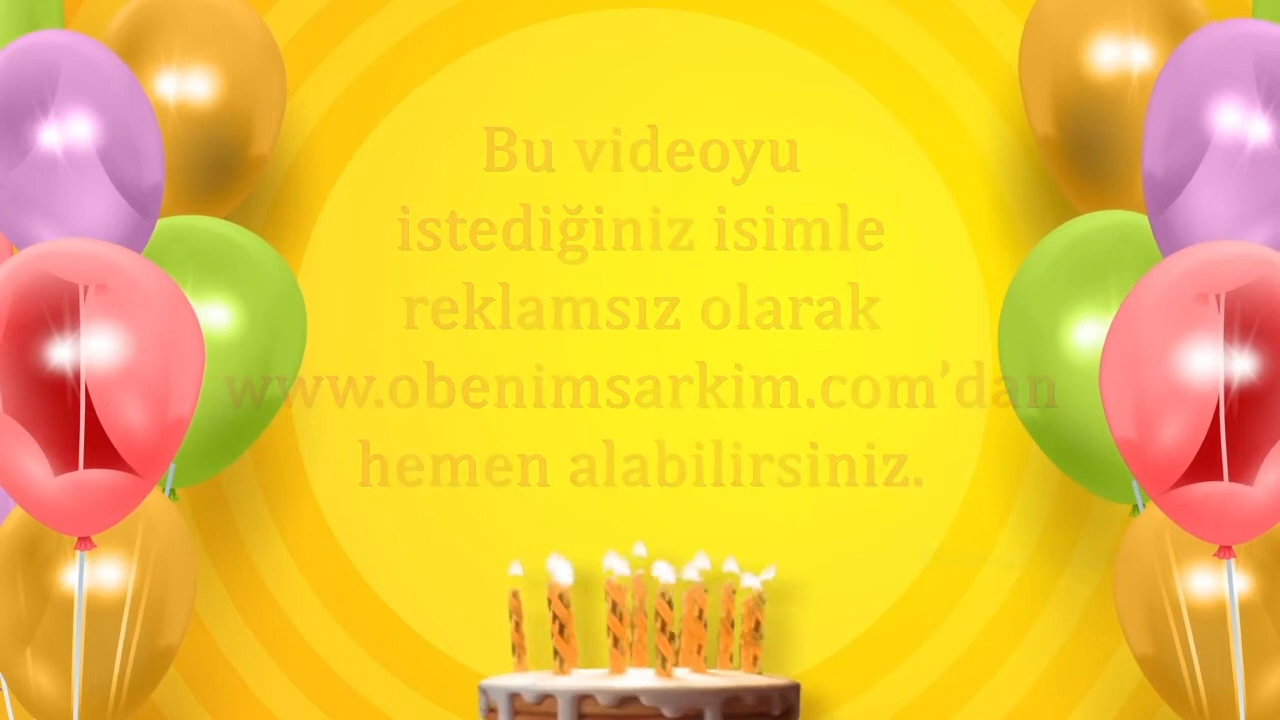 Bu videoyu
istediğiniz isimle
reklamsız olarak
www.obenimsarkim.com’dan
hemen alabilirsiniz.